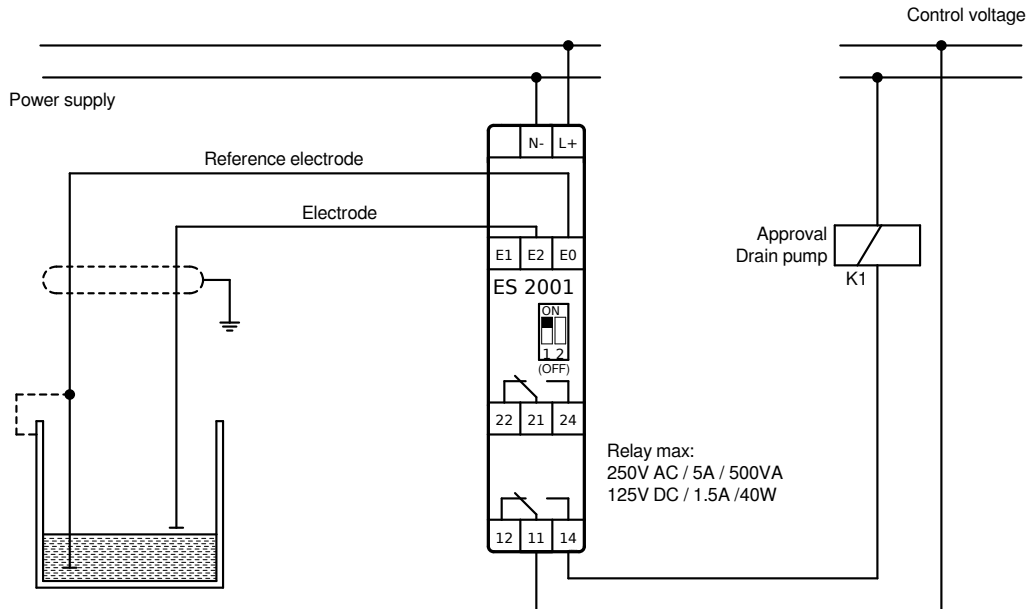 Control voltage
Power supply
N- L+
Reference electrode
Electrode
E1 E2 E0
ES 2001
ON
1 2
(OFF)
Approval
Drain pump
K1
22 21 24
Relay max:
250V AC / 5A / 500VA
125V DC / 1.5A /40W
12 11 14